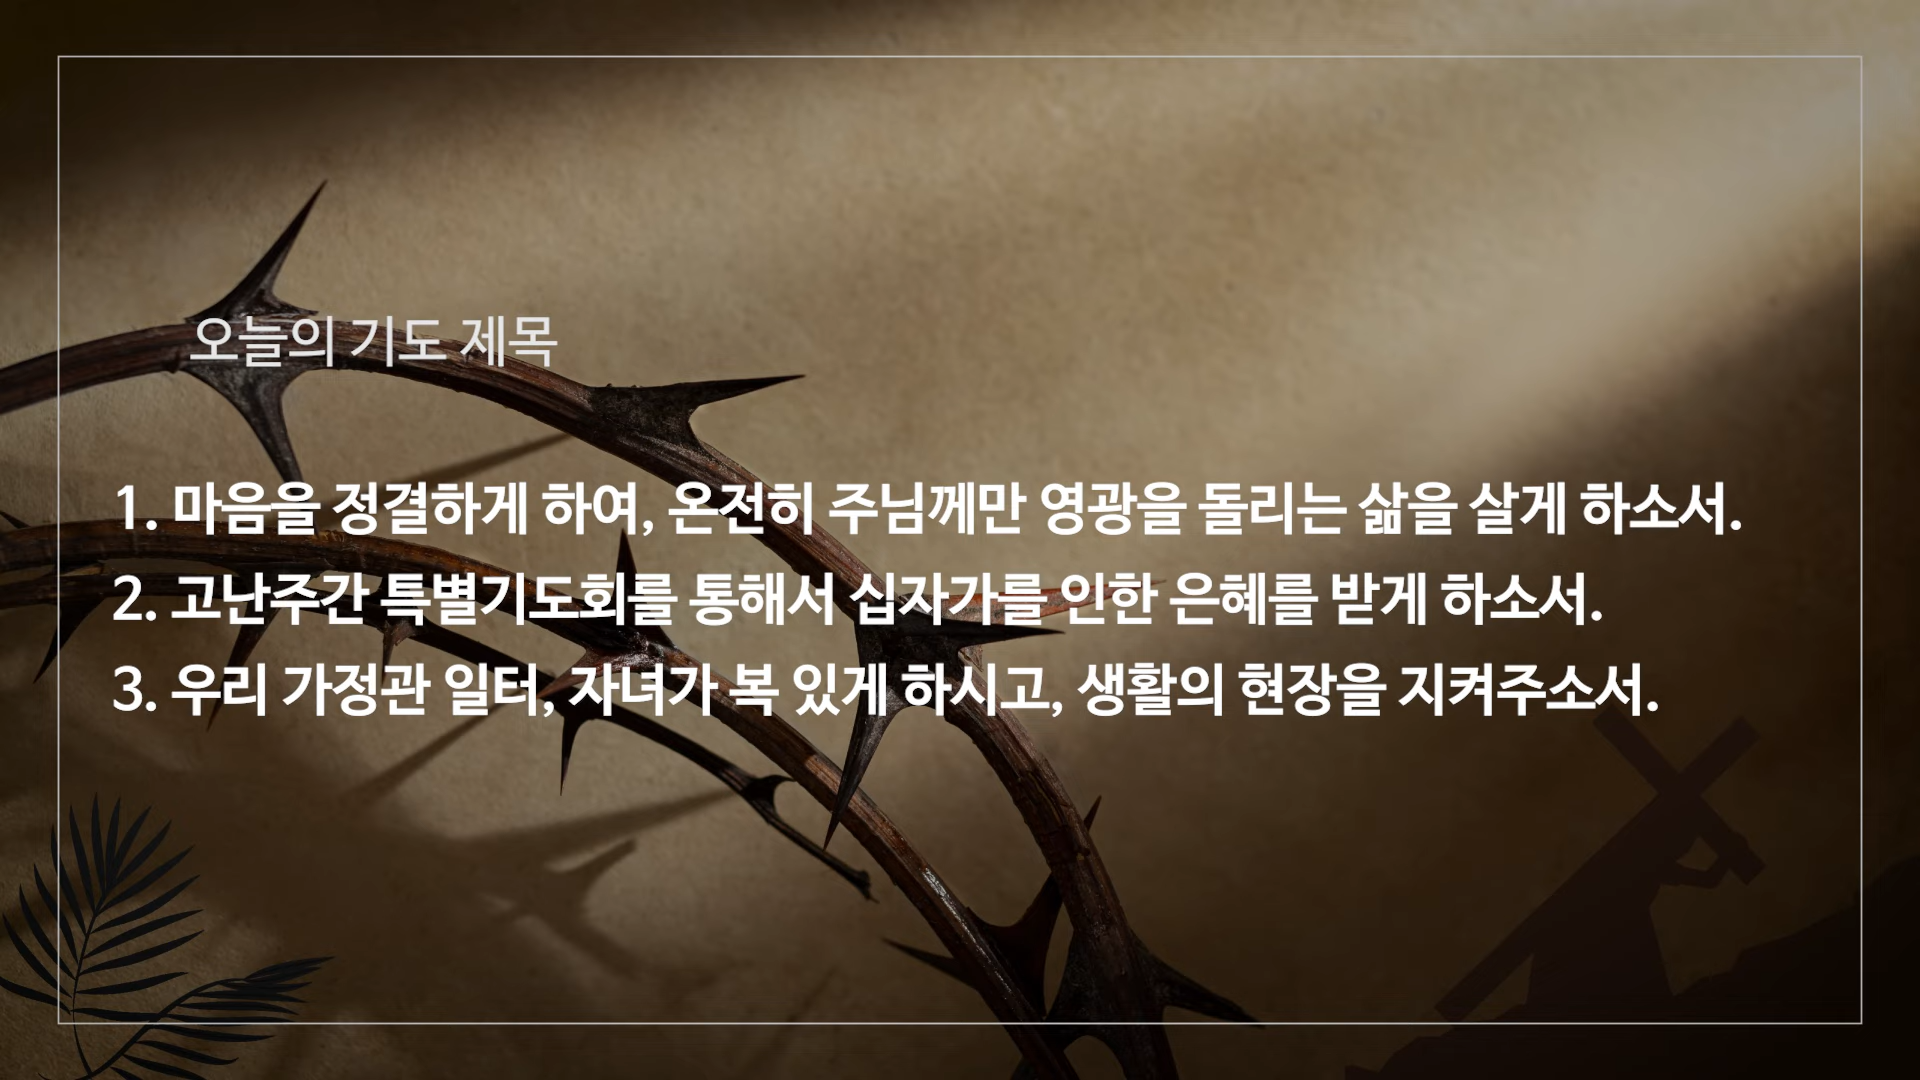 오늘의 기도 제목
1. 마음을 정결하게 하여, 온전히 주님께만 영광을 돌리는 삶을 살게 하소서.
2. 고난주간 특별기도회를 통해서 십자가를 인한 은혜를 받게 하소서.
3. 우리 가정관 일터, 자녀가 복 있게 하시고, 생활의 현장을 지켜주소서.